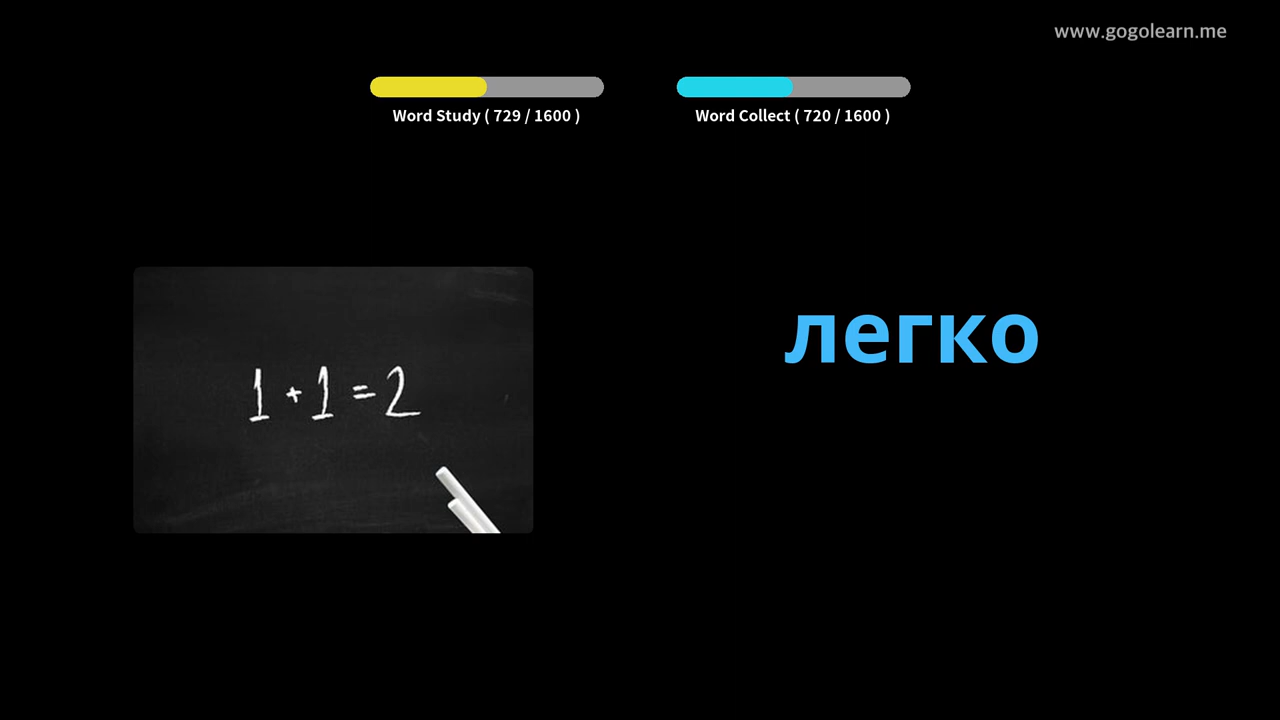 www.gogolearn.me
Word Study ( 729 / 1600 )
Word Collect ( 720 / 1600 )
легко
1 + 1 = 2